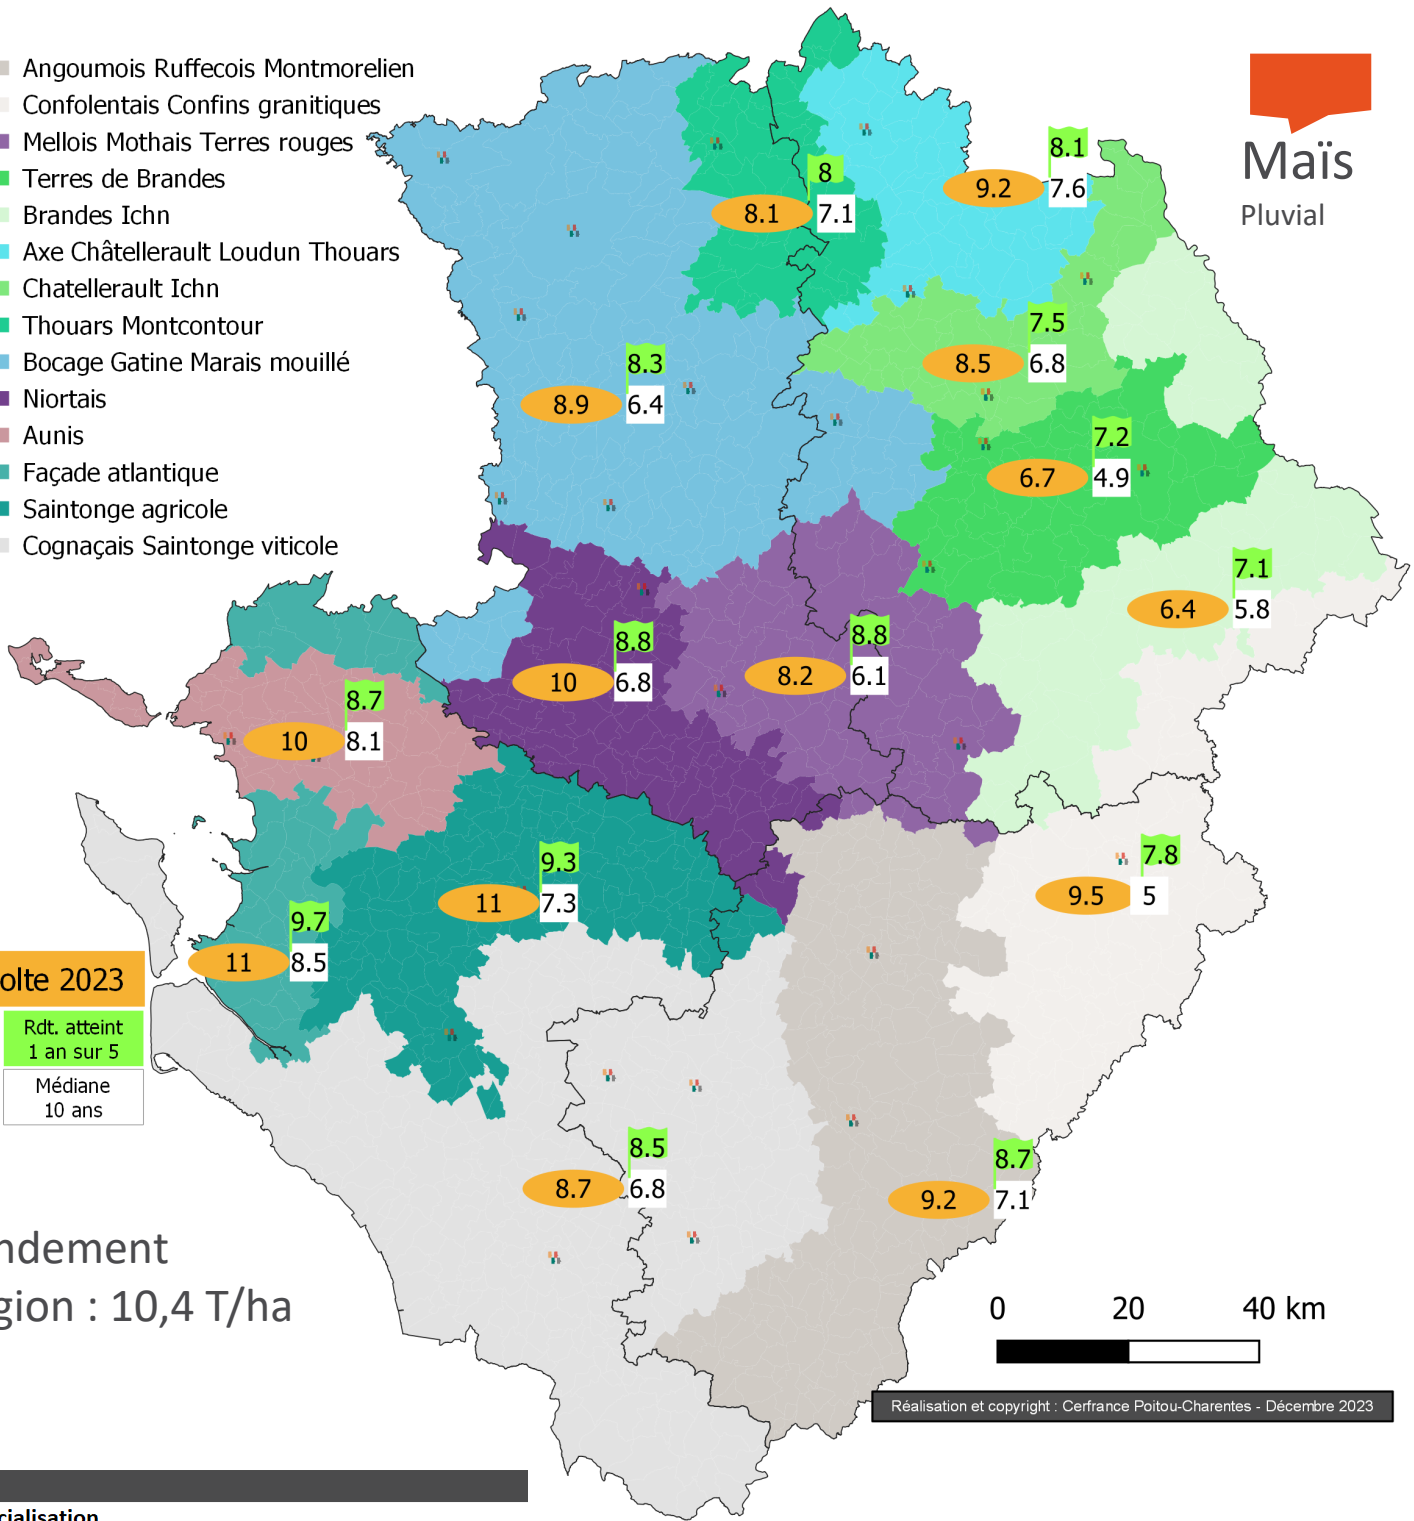 Angoumois Ruffecois Montmorelien
Confolentais Confins granitiques
Mellois Mothais Terres rouges
Terres de Brandes
Brandes Ichn
Axe Châtellerault Loudun Thouars
Chatellerault Ichn
Thouars Montcontour
Bocage Gatine Marais mouillé
Niortais
Aunis
Façade atlantique
Saintonge agricole
Cognaçais Saintonge viticole
Maïs
Pluvial
8.1
9.2 7.6
8
8.1 7.1
7.5
8.5 6.8
8.3
8.9 6.4
7.2
6.7 4.9
7.1
6.4 5.8
8.8
10 6.8
8.8
8.2 6.1
8.7
10 8.1
7.8
9.5 5
9.3
11 7.3
9.7
11 8.5
8.5
8.7 6.8
8.7
9.2 7.1
olte 2023
Rdt. atteint
1 an sur 5
Médiane
10 ans
ndement
gion : 10,4 T/ha
0 20 40 km
Réalisation et copyright : Cerfrance Poitou-Charentes - Décembre 2023
cialisation